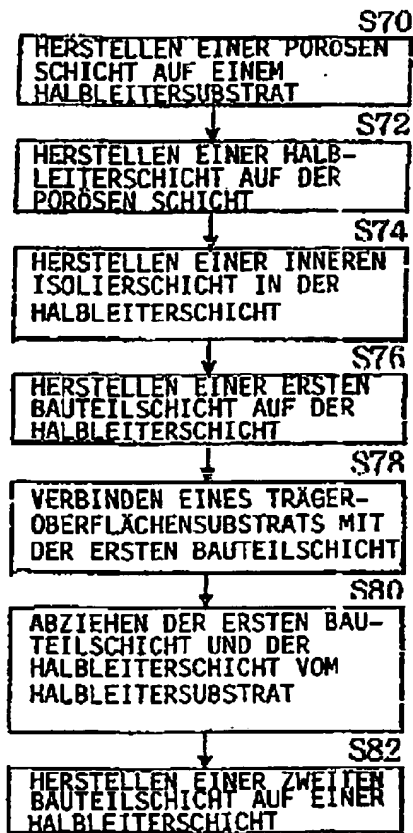 S70
HERSTELLEN EINER PORÖSEN
SCHICHT AUF EINEM
HALBLEITERSUBSTRAT
S72
HERSTELLEN EINER HALB-
LEITERSCHICHT AUF DER
PORÖSEN SCHICHT
S74
HERSTELLEN EINER INNEREN
ISOLIERSCHICHT IN DER
HALBLEITERSCHICHT
S76
HERSTELLEN EINER ERSTEN
BAUTEILSCHICHT AUF DER
HALBLEITERSCHICHT
S78
VERBINDEN EINES TRÄGER-
OBERFLÄCHENSUBSTRATS MIT
DER ERSTEN BAUTEILSCHICHT
S80
ABZIEHEN DER ERSTEN BAU-
TEILSCHICHT UND DER
HALBLEITERSCHICHT VOM
HALBLEITERSUBSTRAT
S82
HERSTELLEN EINER ZWEITEN
BAUTEILSCHICHT AUF EINER
HALBLEITERSCHICHT